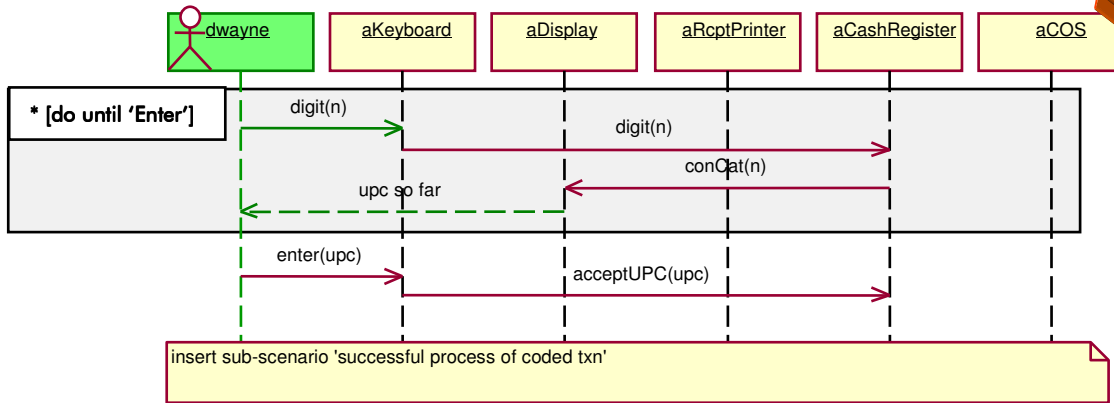 dwayne
aKeyboard
aDisplay
aRcptPrinter
aCashRegister
aCOS
* [do until ‘Enter’]
digit(n)
digit(n)
conCat(n)
upc so far
enter(upc)
acceptUPC(upc)
insert sub-scenario 'successful process of coded txn'